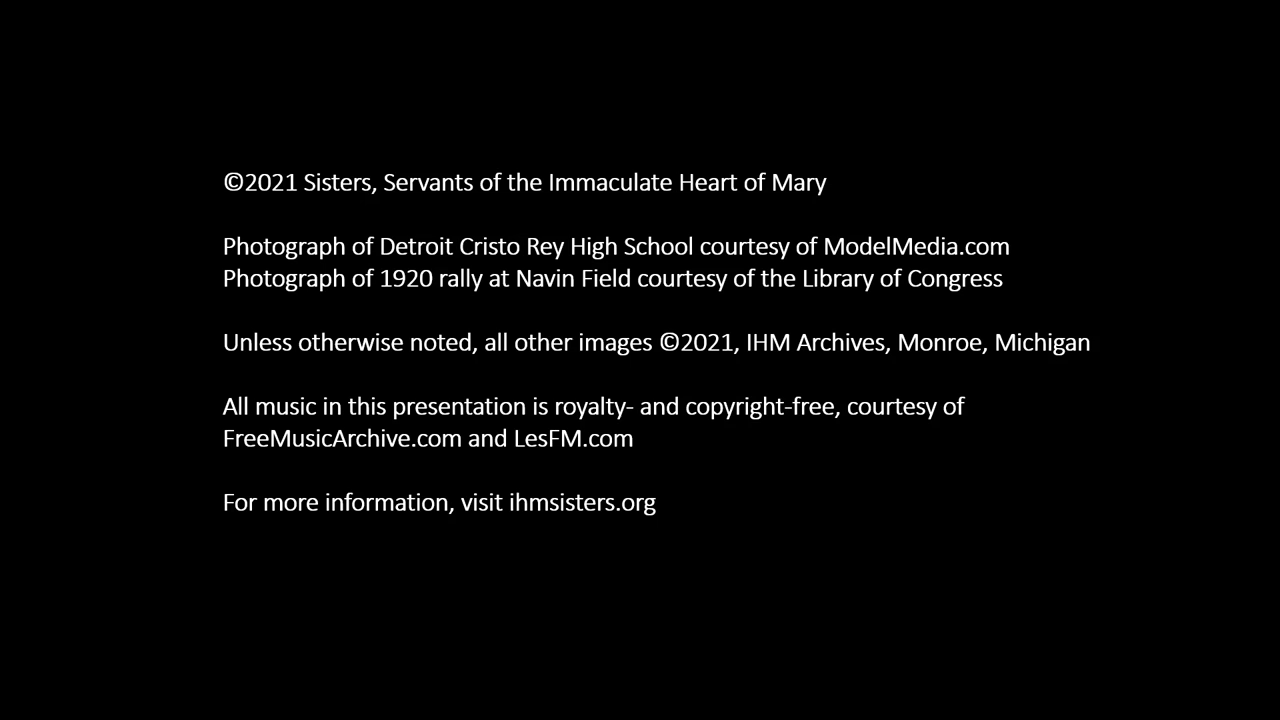 ©2021 Sisters, Servants of the Immaculate Heart of Mary
Photograph of Detroit Cristo Rey High School courtesy of ModelMedia.com
Photograph of 1920 rally at Navin Field courtesy of the Library of Congress
Unless otherwise noted, all other images ©2021, IHM Archives, Monroe, Michigan
All music in this presentation is royalty- and copyright-free, courtesy of
FreeMusicArchive.com and LesFM.com
For more information, visit ihmsisters.org